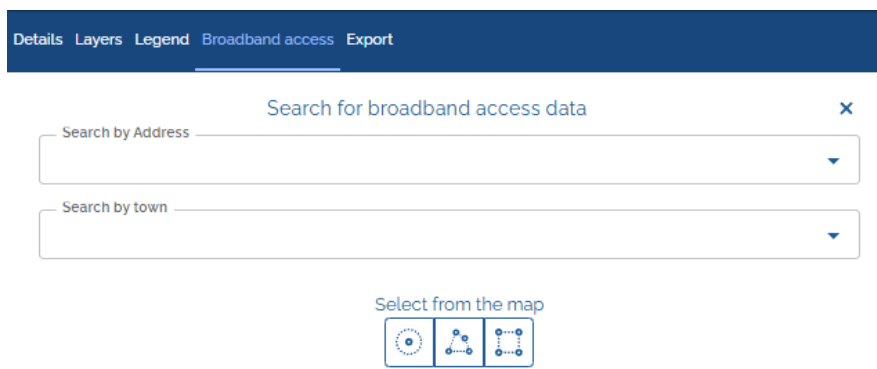 Details Layers Legend Broadband access Export
Search for broadband access data
Search by Address
Search by town
Select from the map